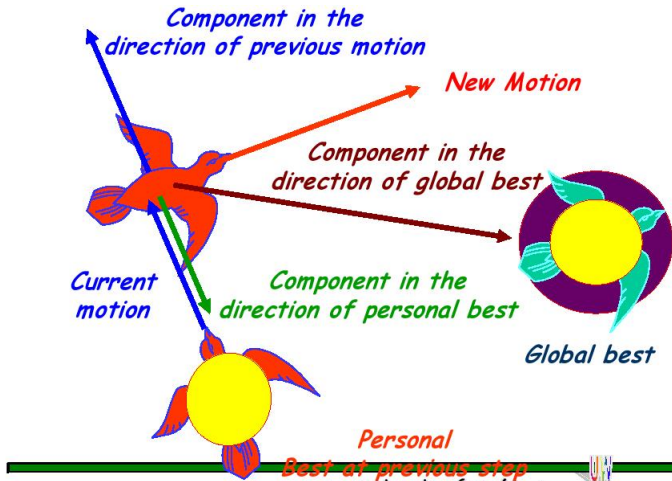 Component in the
direction of previous motion
New Motion
Component in the
direction of global best
Current
motion
Component in the
direction of personal best
Global best
Personal
Best at previous step